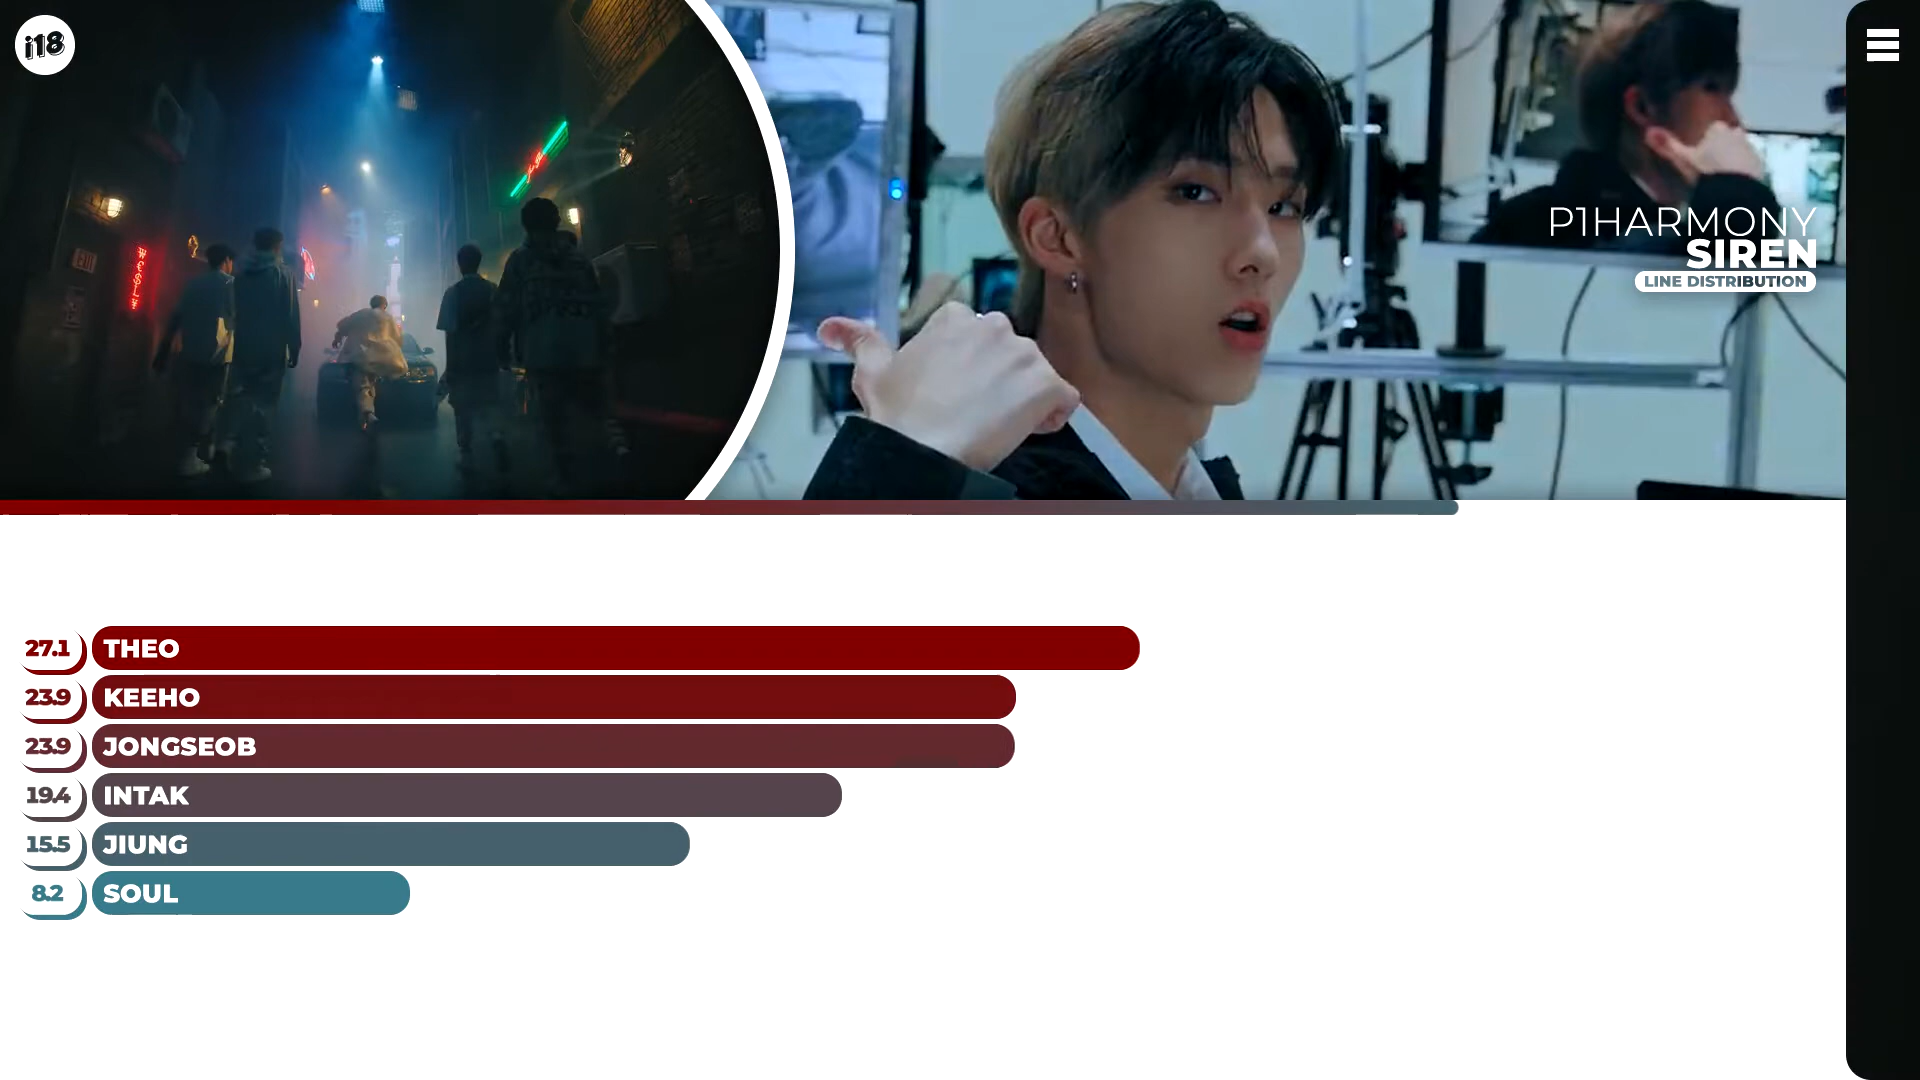 i18
P1HARMONY
SIREN
LINE DISTRIBUTION
27.1 THEO
23.9 KEEHO
23.9 JONGSEOB
19.4 INTAK
15.5 JIUNG
8.2 SOUL